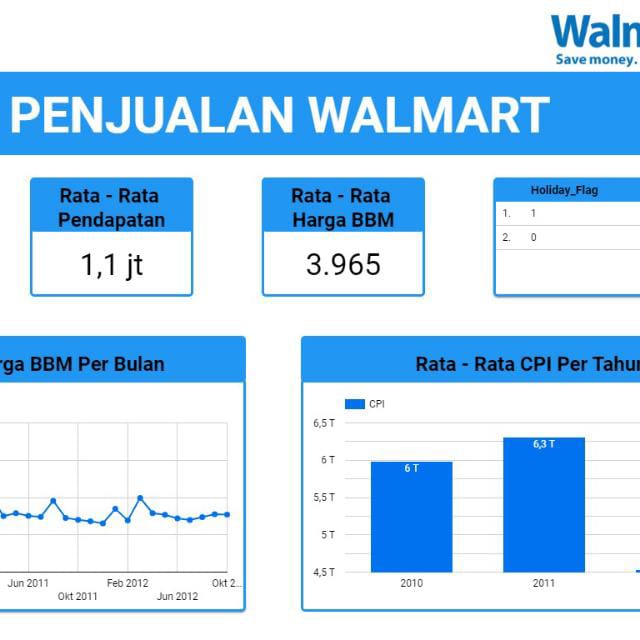 Waln
Save money.
PENJUALAN WALMART
Rata - Rata
Pendapatan
1,1 jt
Rata - Rata
Harga BBM
3.965
Holiday_Flag
1. 1
2. 0
rga BBM Per Bulan
Jun 2011
Okt 2011
Feb 2012
Jun 2012
Okt 2...
Rata - Rata CPI Per Tahun
CPI
6,5 T
6 T
5,5 T
5 T
4,5 T
6 T
6,3 T
2010
2011